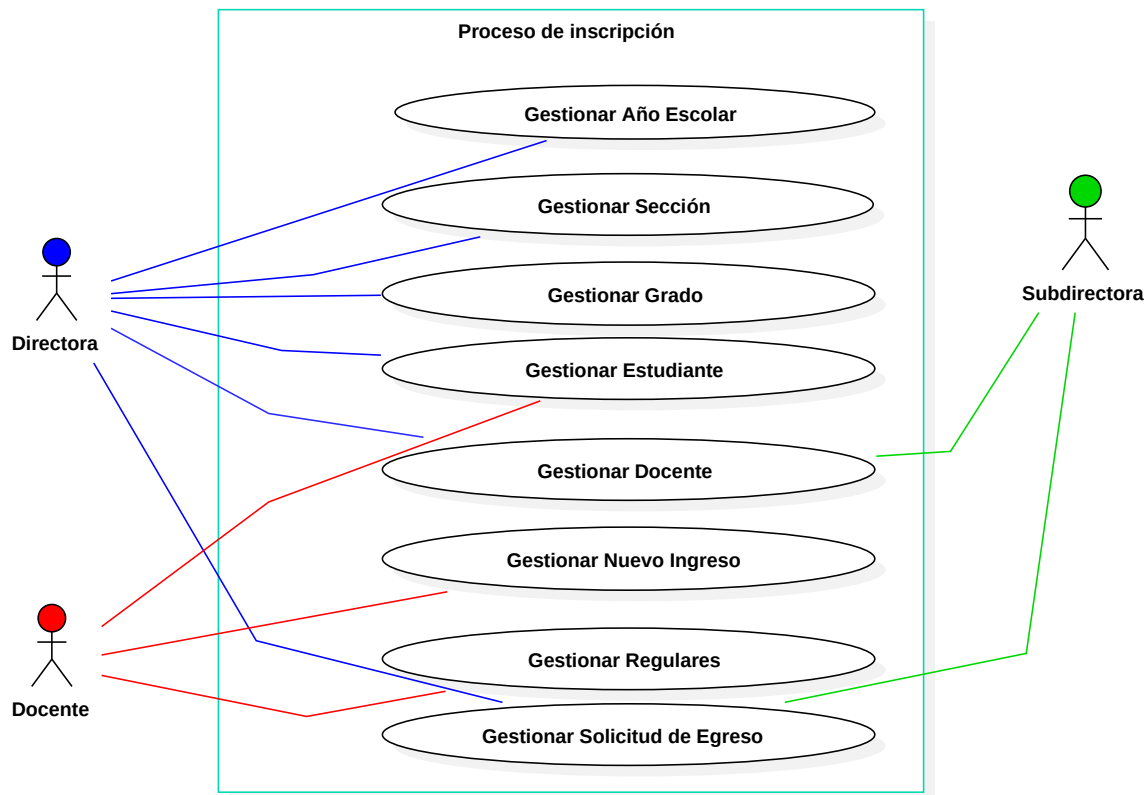 Proceso de inscripción
Gestionar Año Escolar
Gestionar Sección
Gestionar Grado
Gestionar Estudiante
Gestionar Docente
Gestionar Nuevo Ingreso
Gestionar Regulares
Gestionar Solicitud de Egreso
Directora
Docente
Subdirectora